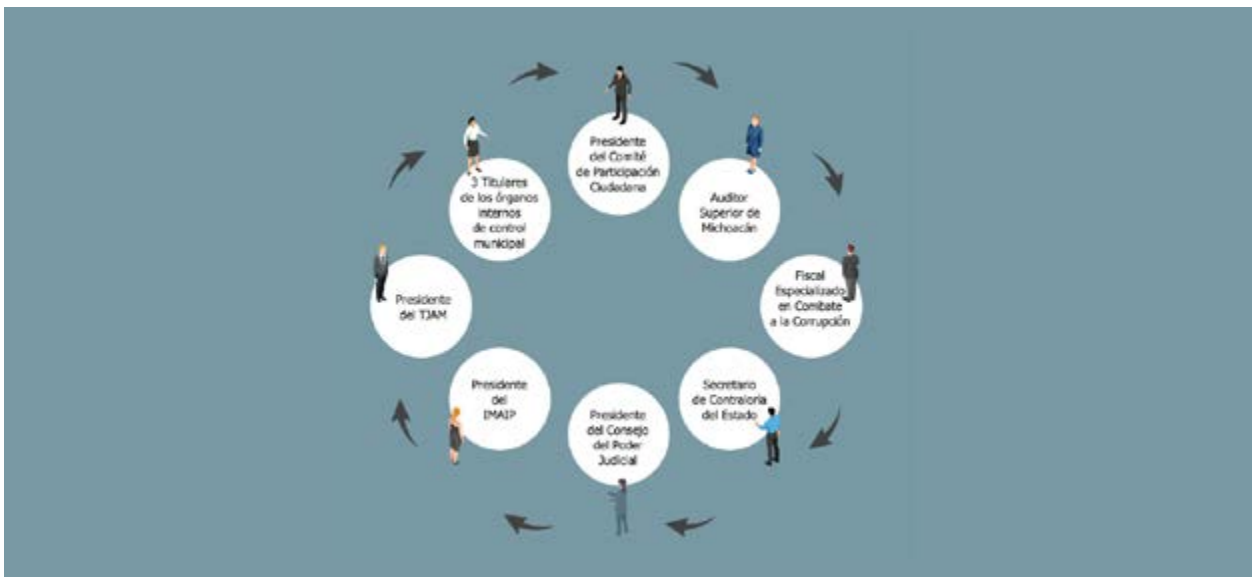 Presidente
del Comité
de Participación
Ciudadana
Auditor
Superior de
Michoacán
Fiscal
Especializado
en Combate
a la Corrupción
Secretario
de Contraloría
del Estado
Presidente
del Consejo
del Poder
Judicial
Presidente
del
IMAIP
Presidente
del TJAM
3 Titulares
de los órganos
internos
de control
municipal